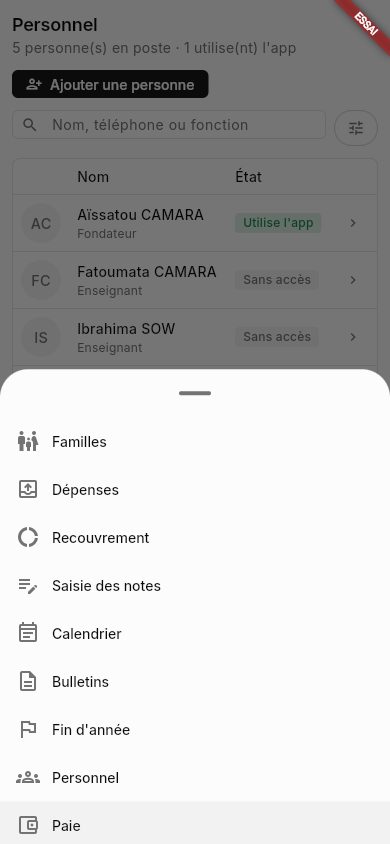 Personnel
ESSAI
5 personne(s) en poste · 1 utilise(nt) l'app
Ajouter une personne
Nom, téléphone ou fonction
Nom État
AC Aïssatou CAMARA Utilise l'app
Fondateur
FC Fatoumata CAMARA Sans accès
Enseignant
IS Ibrahima SOW Sans accès
Enseignant
Familles
Dépenses
Recouvrement
Saisie des notes
Calendrier
Bulletins
Fin d'année
Personnel
Paie